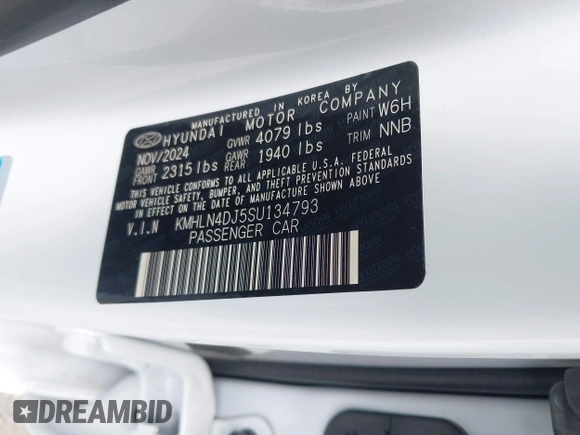 MANUFACTURED IN KOREA BY
HYUNDAI MOTOR COMPANY
NOV/2024 GVWR 4079 lbs PAINT W6H
GAWR FRONT 2315 lbs GAWR REAR 1940 lbs TRIM NNB
THIS VEHICLE CONFORMS TO ALL APPLICABLE U.S.A. FEDERAL
MOTOR VEHICLE SAFETY, BUMPER, AND THEFT PREVENTION STANDARDS
IN EFFECT ON THE DATE OF MANUFACTURE SHOWN ABOVE.
V.I.N KMHLN4DJ5SU134793
PASSENGER CAR
DREAMBID